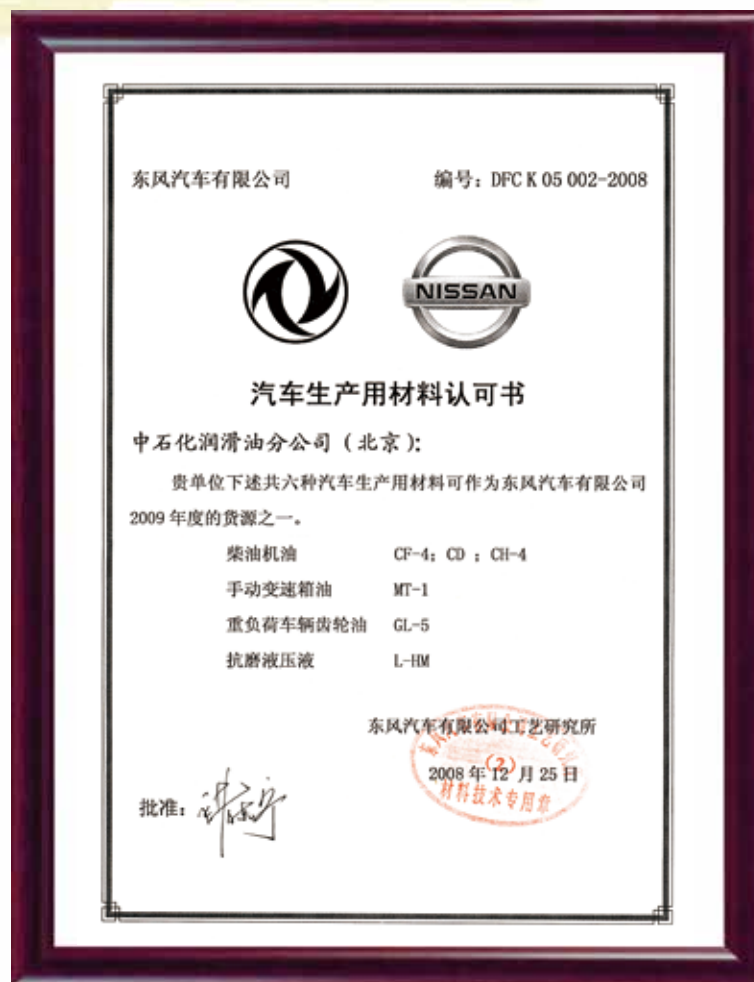 东风汽车有限公司 编号：DFC K 05 002-2008
NISSAN
汽车生产用材料认可书
中石化润滑油分公司（北京）：
贵单位下述共六种汽车生产用材料可作为东风汽车有限公司
2009 年度的货源之一。
柴油机油 CF-4；CD ；CH-4
手动变速箱油 MT-1
重负荷车辆齿轮油 GL-5
抗磨液压液 L-HM
东风汽车有限公司工艺研究所
2008 年 12 月 25 日
(2)
材料技术专用章
批准：